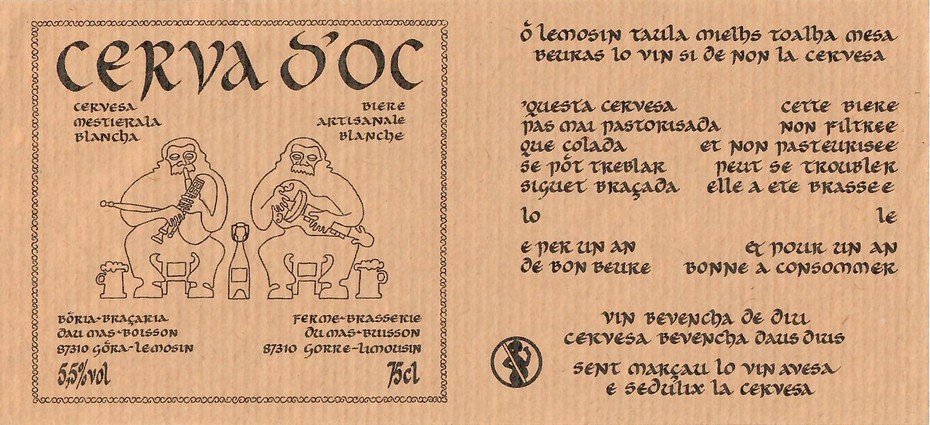 CERVA D'OC
CERVESA
MESTIERALA
BLANCHA
BIERE
ARTISANALE
BLANCHE
BÒRIA-BRAÇARIA
DAU MAS-BOISSON
87310 GÒRA-LEMOSIN
5,5%vol
FERME-BRASSERIE
DU MAS-BUISSON
87310 GORRE-LIMOUSIN
75cl
Ô LEMOSIN TAULA MIELHS TOALHA MESA
BEURAS LO VIN SI DE NON LA CERVESA
'QUESTA CERVESA
PAS MAI PASTORISADA
QUE COLADA
SE PÒT TREBLAR
SIGUET BRAÇADA
LO
E PER UN AN
DE BON BEURE
CETTE BIERE
NON FILTREE
ET NON PASTEURISEE
PEUT SE TROUBLER
ELLE A ETE BRASSEE
LE
ET POUR UN AN
BONNE A CONSOMMER
VIN BEVENCHA DE DIU
CERVESA BEVENCHA DAUS DIUS
SENT MARÇAU LO VIN AVESA
E SEDULIX LA CERVESA